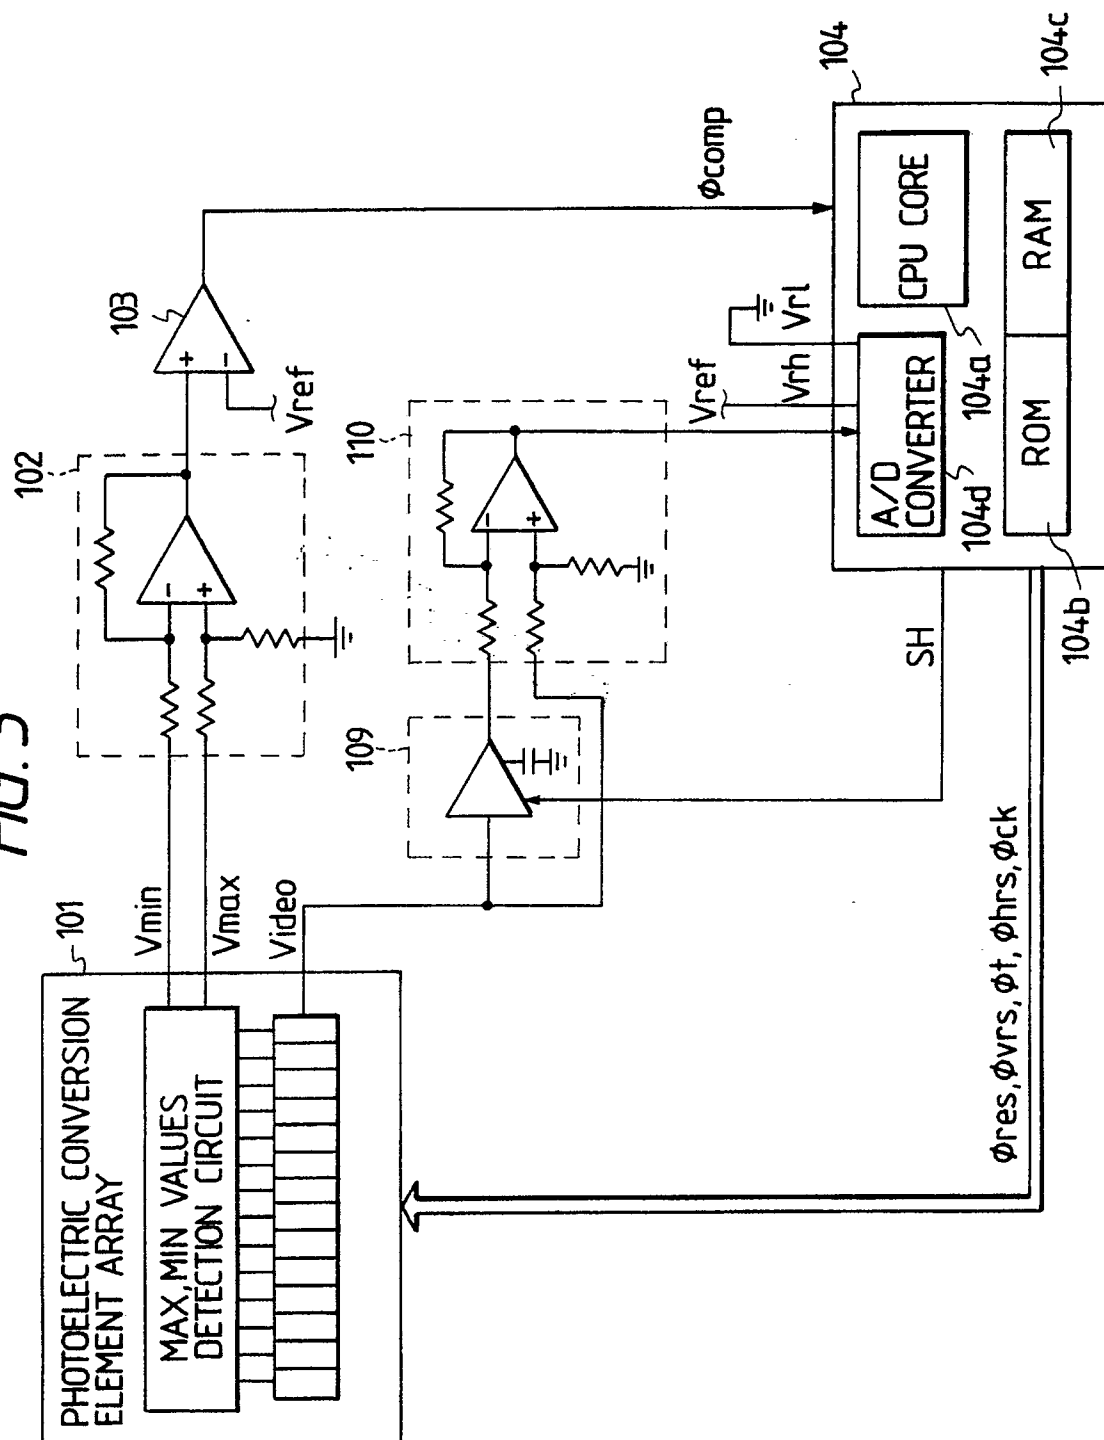 FIG. 3
PHOTOELECTRIC CONVERSION
ELEMENT ARRAY
101
MAX,MIN VALUES
DETECTION CIRCUIT
Vmin
Vmax
Video
102
-
+
103
+
-
Vref
109
110
-
+
Vref
Vrh
Vrl
φcomp
SH
φres,φvrs,φt,φhrs,φck
104
A/D
CONVERTER
104d
CPU CORE
104a
ROM
104b
RAM
104c